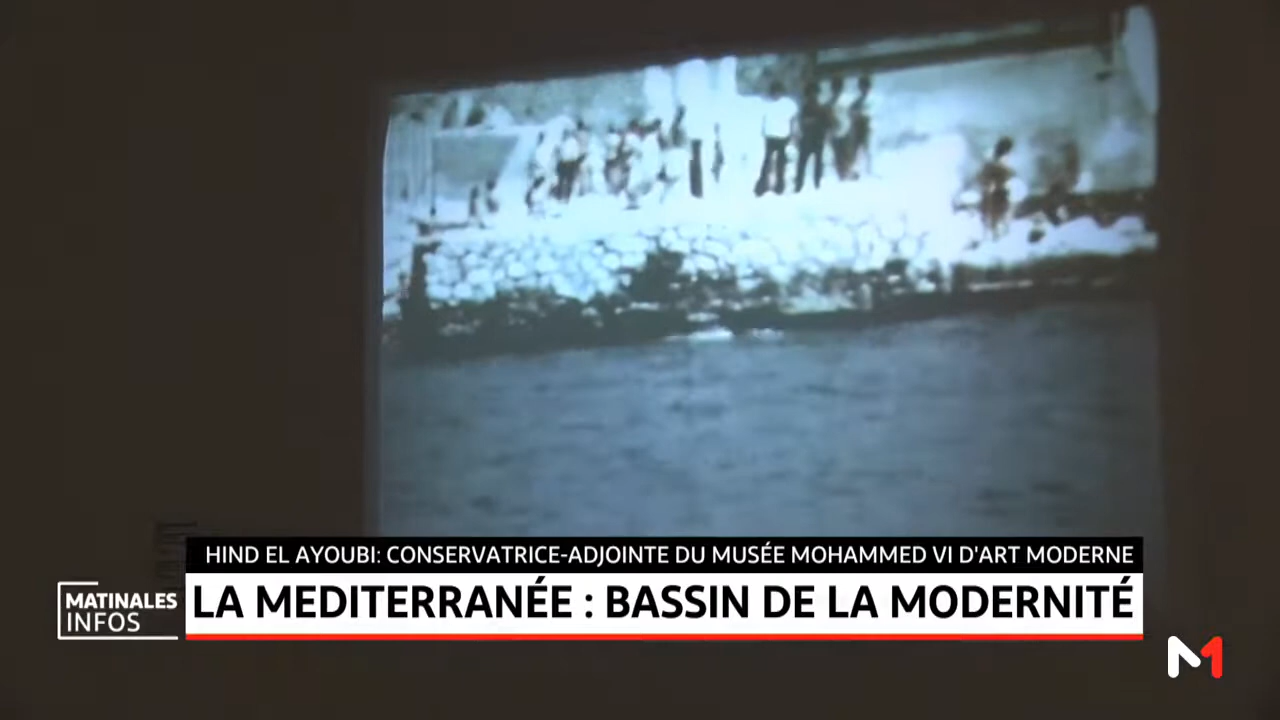 HIND EL AYOUBI: CONSERVATRICE-ADJOINTE DU MUSÉE MOHAMMED VI D'ART MODERNE
LA MEDITERRANÉE : BASSIN DE LA MODERNITÉ
MATINALES
INFOS
M1